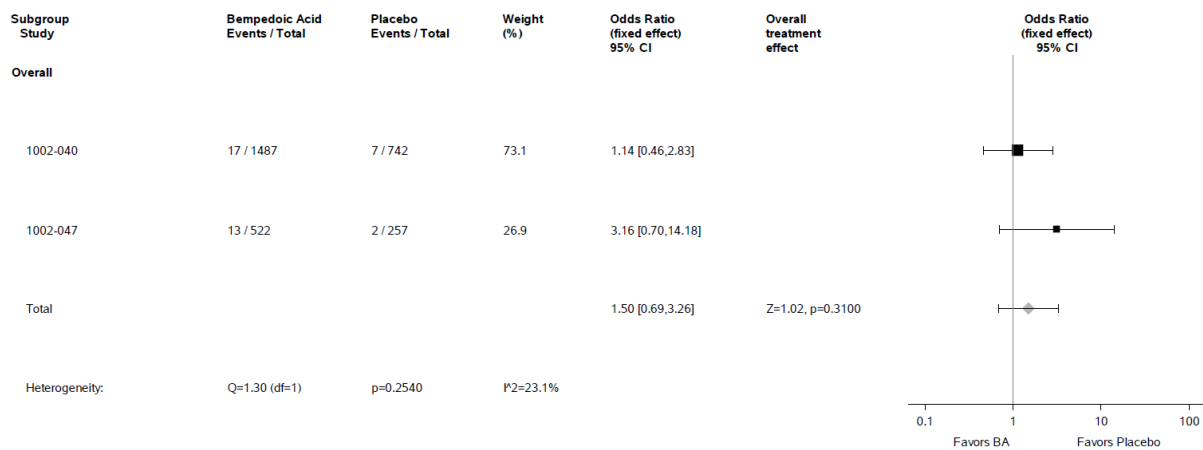 Subgroup Bempedoic Acid Placebo Weight Odds Ratio Overall Odds Ratio
Study Events / Total Events / Total (%) (fixed effect) treatment (fixed effect)
95% CI effect 95% CI
Overall
1002-040 17 / 1487 7 / 742 73.1 1.14 [0.46,2.83]
1002-047 13 / 522 2 / 257 26.9 3.16 [0.70,14.18]
Total 1.50 [0.69,3.26] Z=1.02, p=0.3100
Heterogeneity: Q=1.30 (df=1) p=0.2540 I^2=23.1%
0.1 1 10 100
Favors BA Favors Placebo